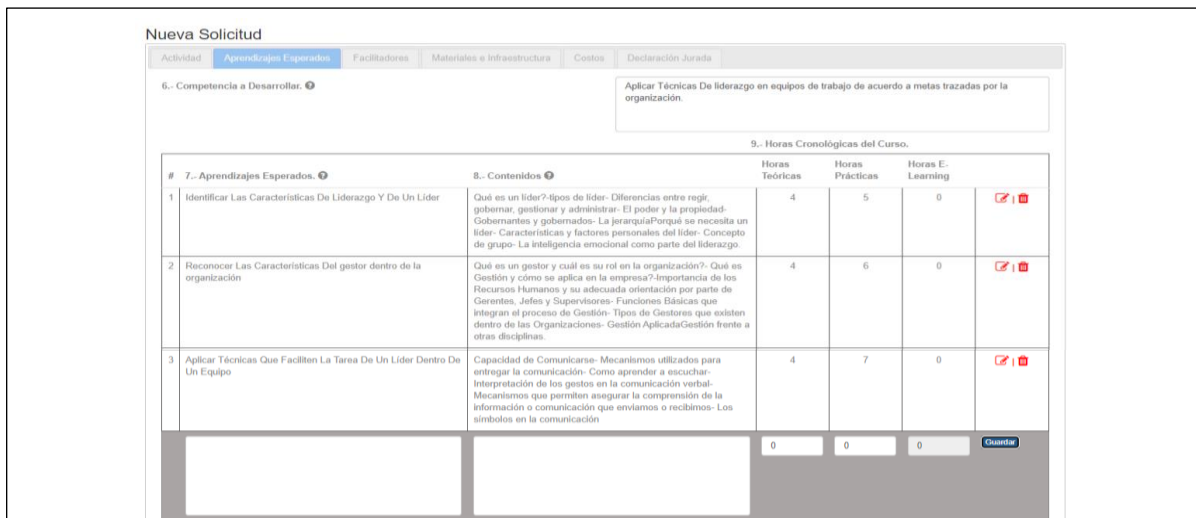 Nueva Solicitud
Actividad
Aprendizajes Esperados
Facilitadores
Materiales e Infraestructura
Costos
Declaración Jurada
6.- Competencia a Desarrollar.
Aplicar Técnicas De liderazgo en equipos de trabajo de acuerdo a metas trazadas por la
organización.
9.- Horas Cronológicas del Curso.
# 7.- Aprendizajes Esperados.
8.- Contenidos
Horas
Teóricas
Horas
Prácticas
Horas E-
Learning
1 Identificar Las Características De Liderazgo Y De Un Líder
Qué es un líder?-tipos de líder- Diferencias entre regir,
gobernar, gestionar y administrar- El poder y la propiedad-
Gobernantes y gobernados- La jerarquíaPorqué se necesita un
líder- Características y factores personales del líder- Concepto
de grupo- La inteligencia emocional como parte del liderazgo.
4
5
0
2 Reconocer Las Características Del gestor dentro de la
organización
Qué es un gestor y cuál es su rol en la organización?- Qué es
Gestión y cómo se aplica en la empresa?-Importancia de los
Recursos Humanos y su adecuada orientación por parte de
Gerentes, Jefes y Supervisores- Funciones Básicas que
integran el proceso de Gestión- Tipos de Gestores que existen
dentro de las Organizaciones- Gestión AplicadaGestión frente a
otras disciplinas.
4
6
0
3 Aplicar Técnicas Que Faciliten La Tarea De Un Líder Dentro De
Un Equipo
Capacidad de Comunicarse- Mecanismos utilizados para
entregar la comunicación- Como aprender a escuchar-
Interpretación de los gestos en la comunicación verbal-
Mecanismos que permiten asegurar la comprensión de la
información o comunicación que enviamos o recibimos- Los
símbolos en la comunicación
4
7
0
0
0
0
Guardar